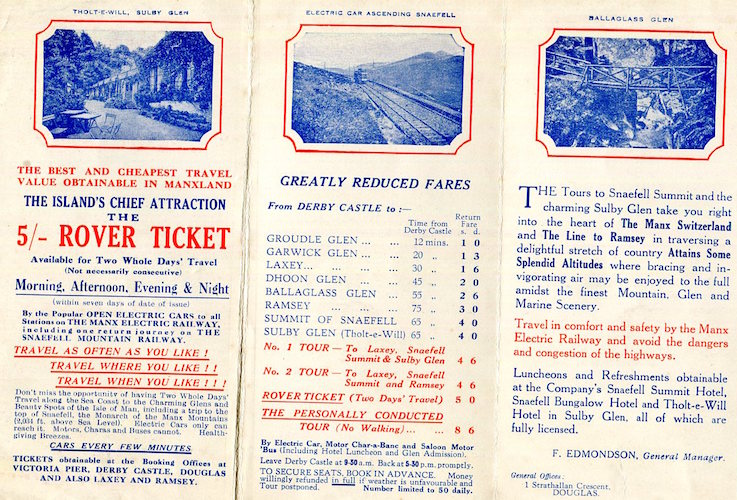 THOLT-E-WILL, SULBY GLEN
THE BEST AND CHEAPEST TRAVEL
VALUE OBTAINABLE IN MANXLAND
THE ISLAND'S CHIEF ATTRACTION
THE
5/- ROVER TICKET
Available for Two Whole Days' Travel
(Not necessarily consecutive)
Morning, Afternoon, Evening & Night
(within seven days of date of issue)
By the Popular OPEN ELECTRIC CARS to all
Stations on THE MANX ELECTRIC RAILWAY,
including one return journey on THE
SNAEFELL MOUNTAIN RAILWAY.
TRAVEL AS OFTEN AS YOU LIKE !
TRAVEL WHERE YOU LIKE ! !
TRAVEL WHEN YOU LIKE ! ! !
Don't miss the opportunity of having Two Whole Days'
Travel along the Sea Coast to the Charming Glens and
Beauty Spots of the Isle of Man, including a trip to the
top of Snaefell, the Monarch of the Manx Mountains
(2,034 ft. above Sea Level). Electric Cars only can
reach it. Motors, Charas and Buses cannot. Health-
giving Breezes.
CARS EVERY FEW MINUTES
TICKETS obtainable at the Booking Offices at
VICTORIA PIER, DERBY CASTLE, DOUGLAS
AND ALSO LAXEY AND RAMSEY.
ELECTRIC CAR ASCENDING SNAEFELL
GREATLY REDUCED FARES
From DERBY CASTLE to :—
Time from Derby Castle
Return Fare s. d.
GROUDLE GLEN ... ... 12 mins. 1 0
GARWICK GLEN ... ... 20 ,, 1 3
LAXEY ... ... ... ... 30 ,, 1 6
DHOON GLEN ... ... 45 ,, 2 0
BALLAGLASS GLEN ... 55 ,, 2 6
RAMSEY ... ... ... 75 ,, 3 0
SUMMIT OF SNAEFELL 65 ,, 4 0
SULBY GLEN (Tholt-e-Will) 65 ,, 4 0
No. 1 TOUR — To Laxey, Snaefell
Summit & Sulby Glen 4 6
No. 2 TOUR — To Laxey, Snaefell
Summit and Ramsey 4 6
ROVER TICKET (Two Days' Travel) 5 0
THE PERSONALLY CONDUCTED
TOUR (No Walking) ... ... 8 6
By Electric Car, Motor Char-a-Banc and Saloon Motor
'Bus (Including Hotel Luncheon and Glen Admission).
Leave Derby Castle at 9-50 a.m. Back at 5-30 p.m. promptly.
TO SECURE SEATS, BOOK IN ADVANCE. Money
willingly refunded in full if weather is unfavourable and
Tour postponed. Number limited to 50 daily.
BALLAGLASS GLEN
THE Tours to Snaefell Summit and the
charming Sulby Glen take you right
into the heart of The Manx Switzerland
and The Line to Ramsey in traversing a
delightful stretch of country Attains Some
Splendid Altitudes where bracing and in-
vigorating air may be enjoyed to the full
amidst the finest Mountain, Glen and
Marine Scenery.
Travel in comfort and safety by the Manx
Electric Railway and avoid the dangers
and congestion of the highways.
Luncheons and Refreshments obtainable
at the Company's Snaefell Summit Hotel,
Snaefell Bungalow Hotel and Tholt-e-Will
Hotel in Sulby Glen, all of which are
fully licensed.
F. EDMONDSON, General Manager.
General Offices:
1 Strathallan Crescent,
DOUGLAS.